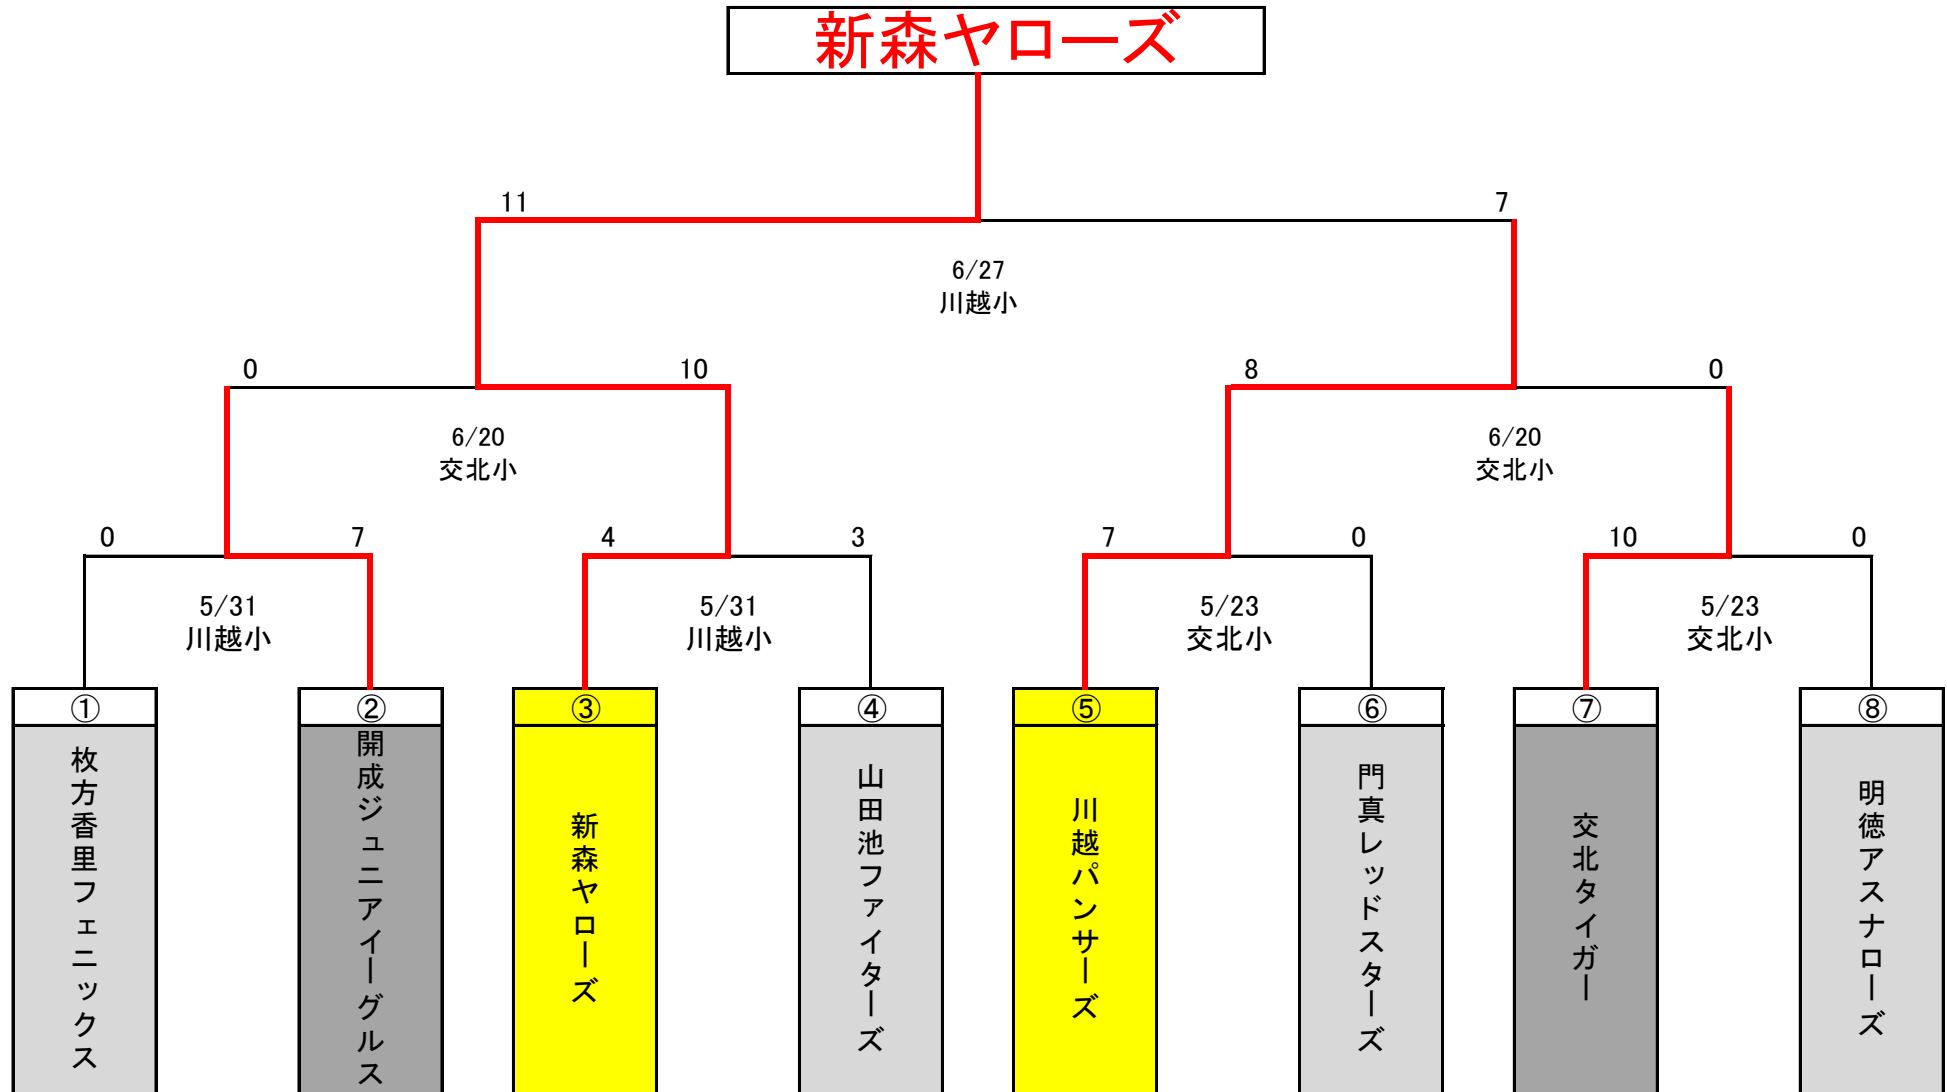 新森ヤローズ
11
7
6/27
川越小
0
10
8
0
6/20
交北小
6/20
交北小
0
7
4
3
7
0
10
0
5/31
川越小
5/31
川越小
5/23
交北小
5/23
交北小
①
②
③
④
⑤
⑥
⑦
⑧
枚方香里フェニックス
開成ジュニアイーグルス
新森ヤローズ
山田池ファイターズ
川越パンサーズ
門真レッドスターズ
交北タイガー
明徳アスナローズ